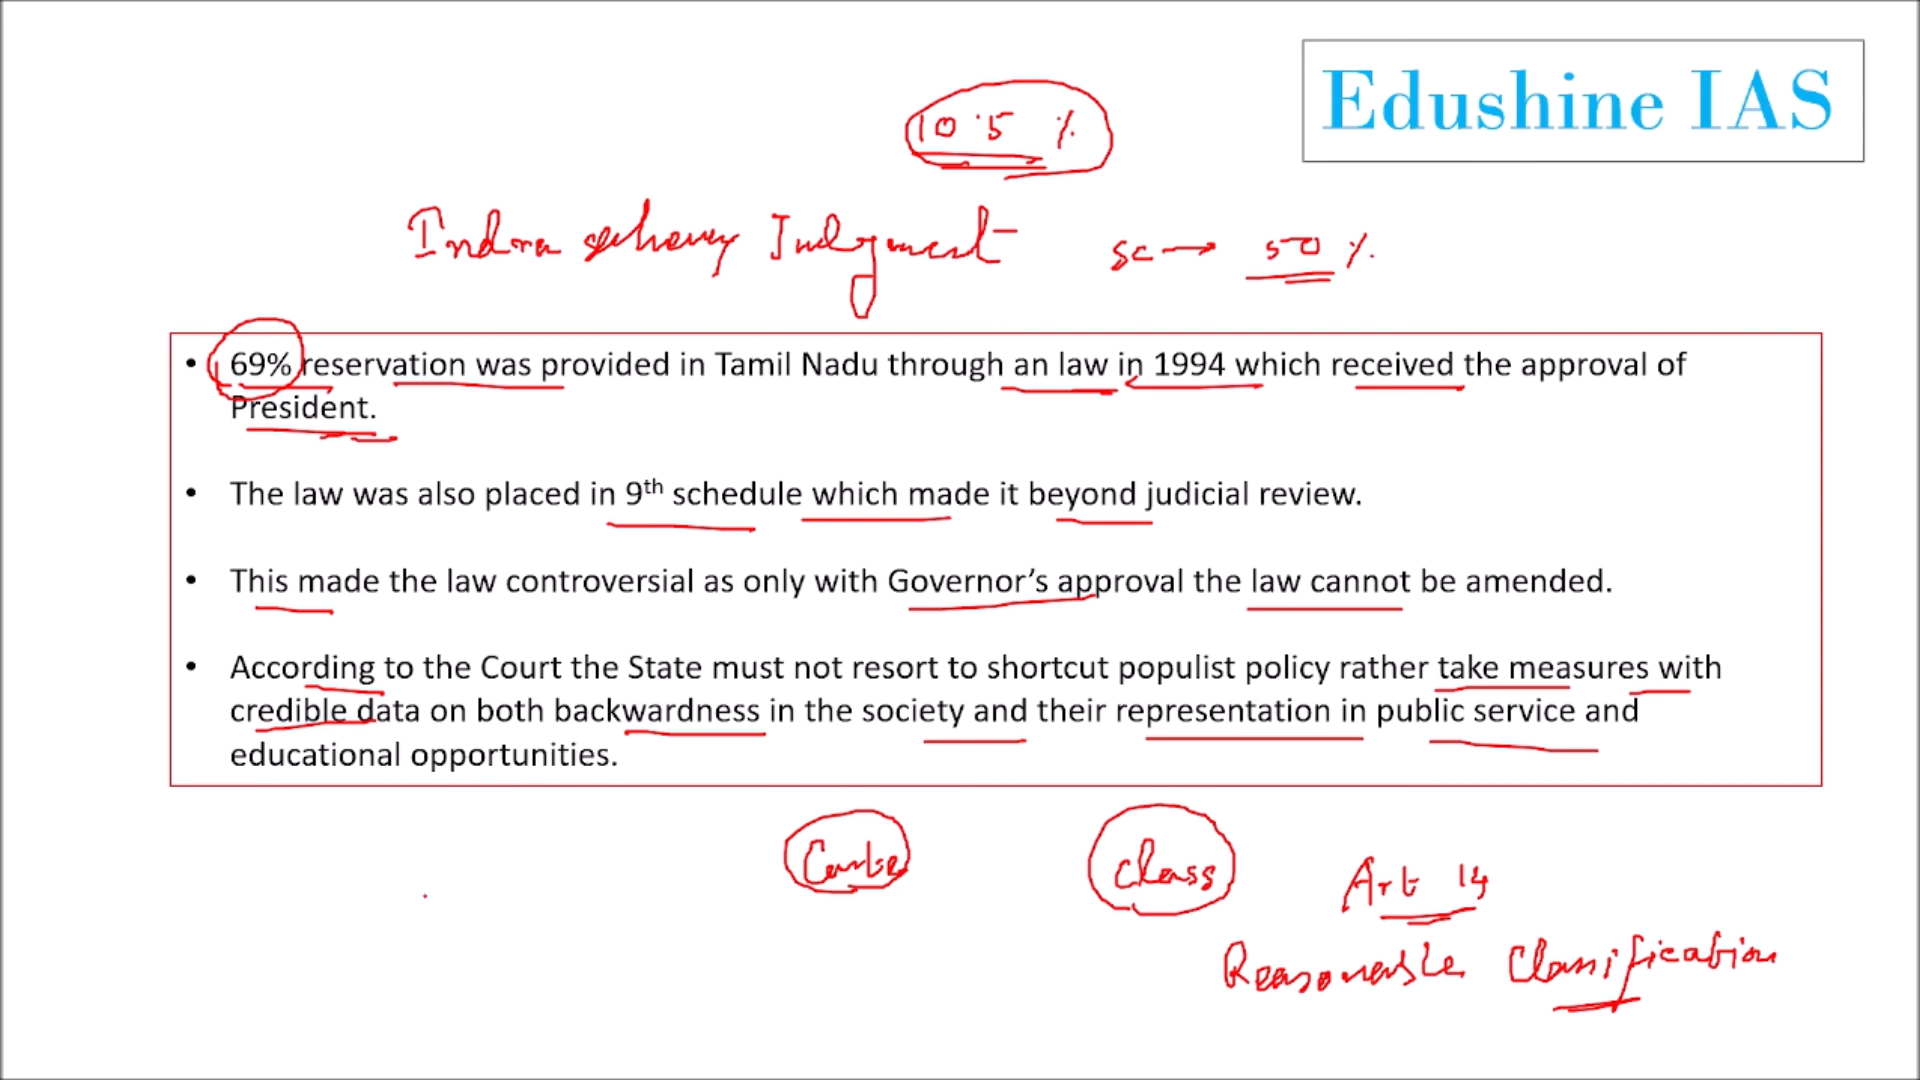 Edushine IAS
10.5 %
Indra Judgment SC → 50 %.
• 69% reservation was provided in Tamil Nadu through an law in 1994 which received the approval of
President.
• The law was also placed in 9th schedule which made it beyond judicial review.
• This made the law controversial as only with Governor's approval the law cannot be amended.
• According to the Court the State must not resort to shortcut populist policy rather take measures with
credible data on both backwardness in the society and their representation in public service and
educational opportunities.
Caste class
Art 14
Reasonable Classification